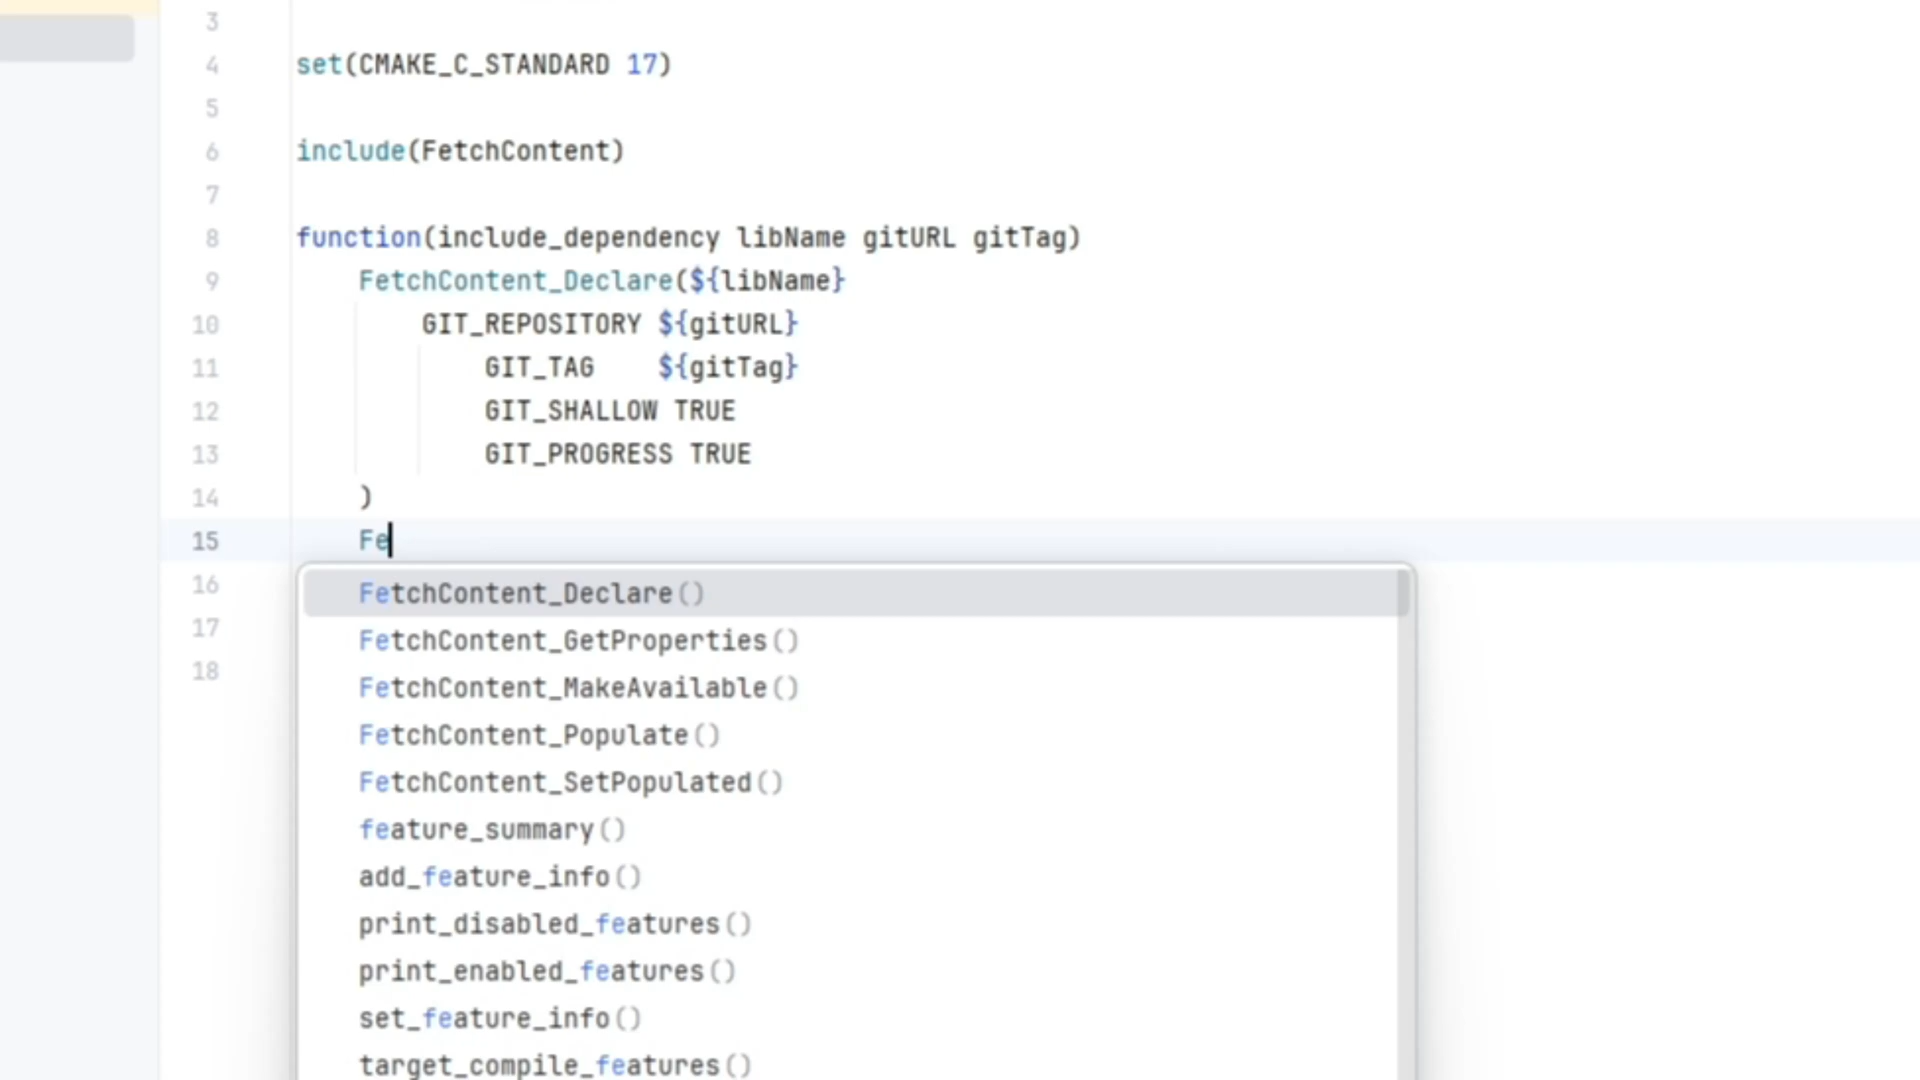 3
4 set(CMAKE_C_STANDARD 17)
5
6 include(FetchContent)
7
8 function(include_dependency libName gitURL gitTag)
9 FetchContent_Declare(${libName}
10 GIT_REPOSITORY ${gitURL}
11 GIT_TAG ${gitTag}
12 GIT_SHALLOW TRUE
13 GIT_PROGRESS TRUE
14 )
15 Fe
16
17
18
FetchContent_Declare()
FetchContent_GetProperties()
FetchContent_MakeAvailable()
FetchContent_Populate()
FetchContent_SetPopulated()
feature_summary()
add_feature_info()
print_disabled_features()
print_enabled_features()
set_feature_info()
target_compile_features()